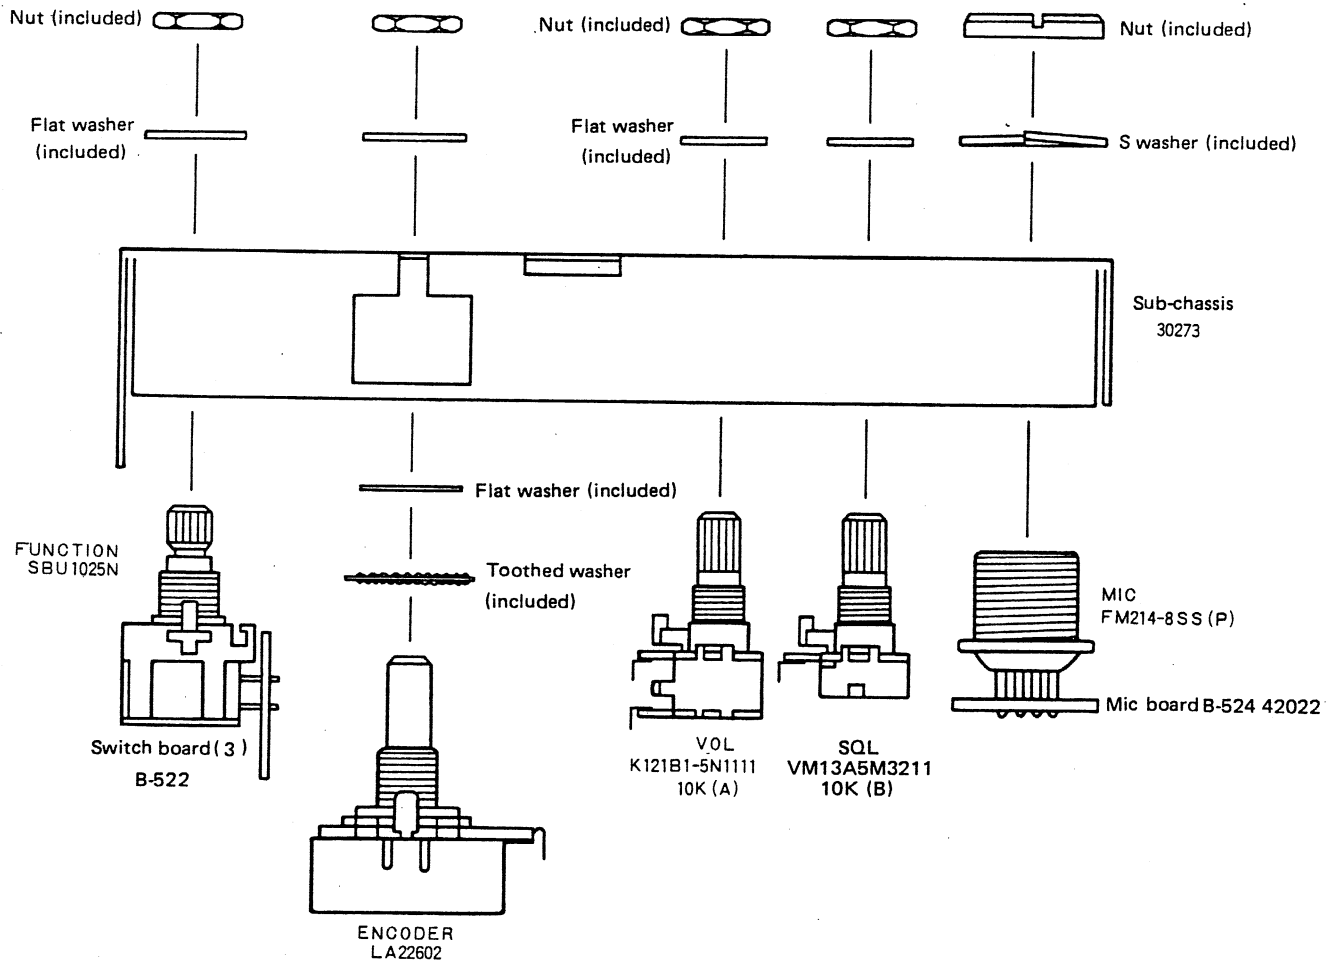 Nut (included)
Nut (included)
Nut (included)
Flat washer
(included)
Flat washer
(included)
S washer (included)
Sub-chassis
30273
Flat washer (included)
FUNCTION
SBU1025N
Toothed washer
(included)
MIC
FM214-8SS (P)
Mic board B-524 42022
Switch board (3)
B-522
VOL
K121B1-5N1111
10K (A)
SQL
VM13A5M3211
10K (B)
ENCODER
LA22602